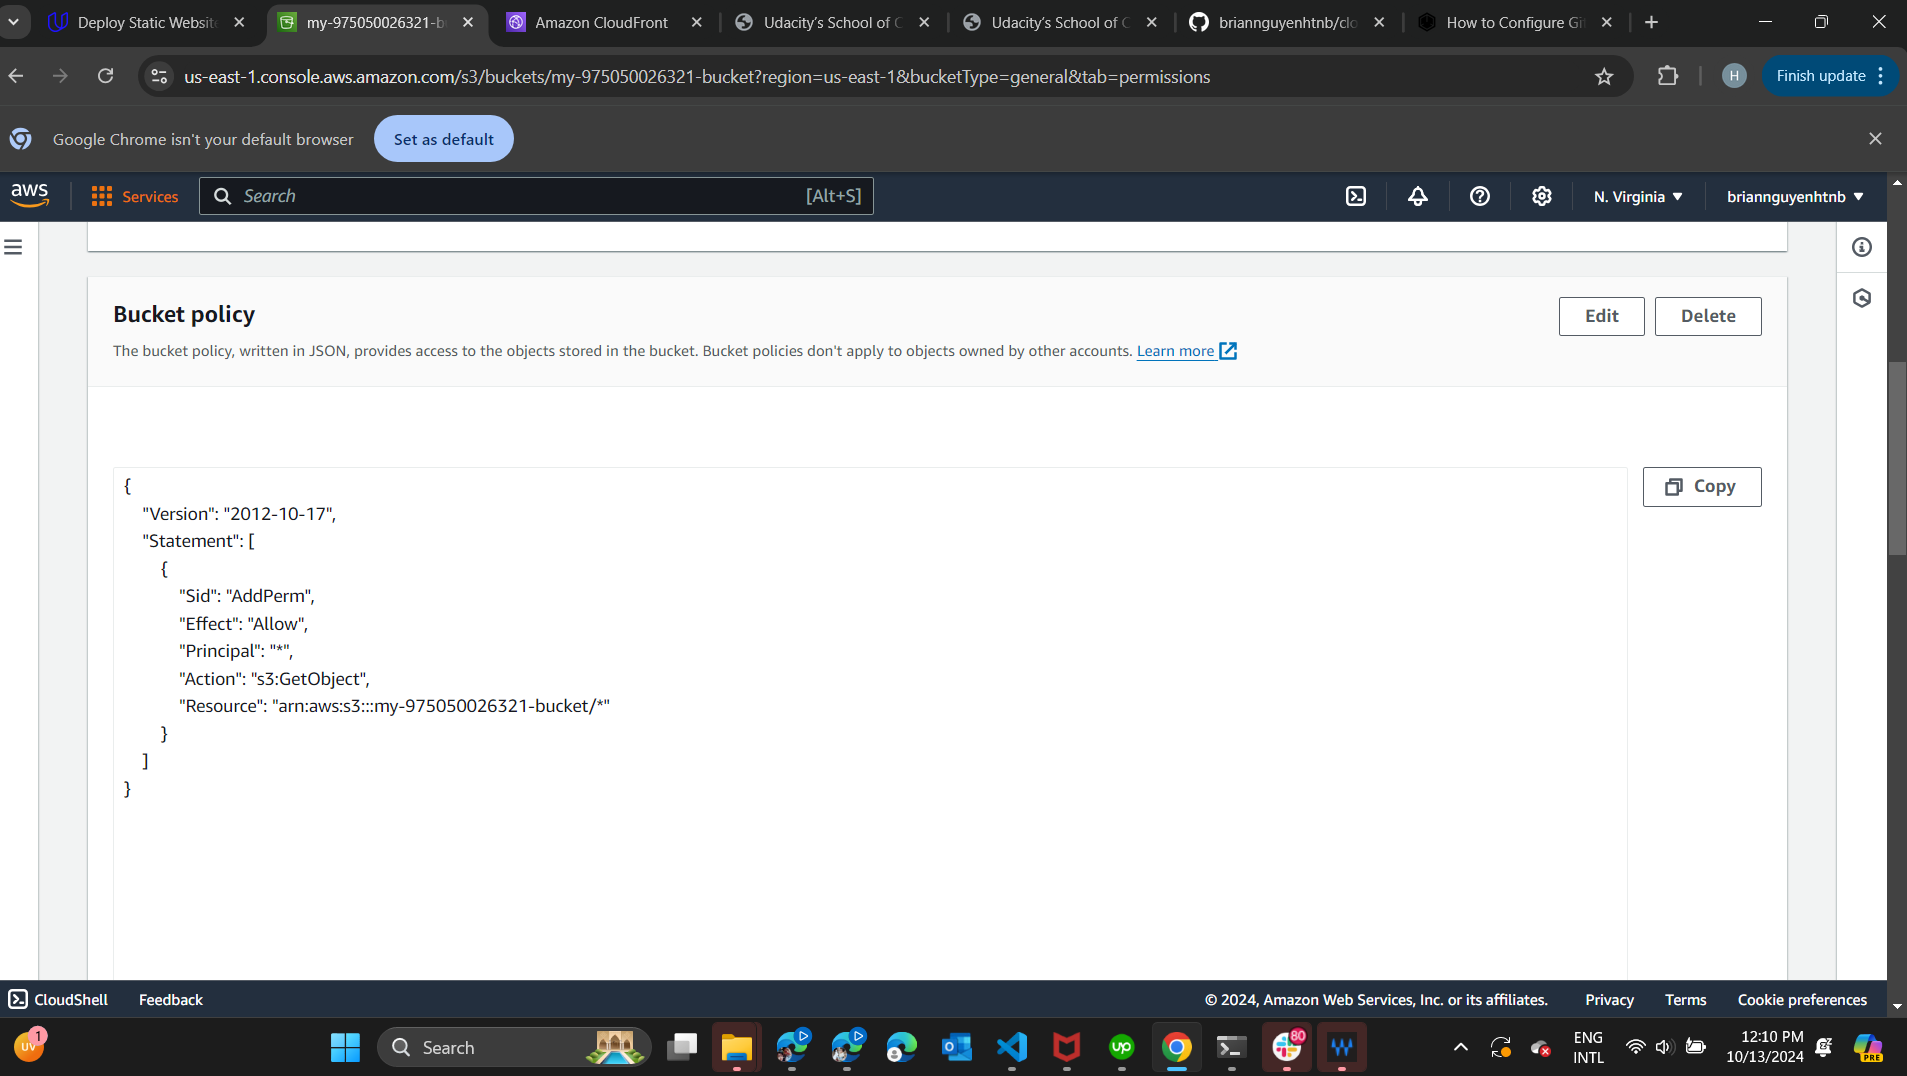 Deploy Static Website
my-975050026321-b
Amazon CloudFront
Udacity's School of C
Udacity's School of C
briannguyenhtnb/clo
How to Configure Git
us-east-1.console.aws.amazon.com/s3/buckets/my-975050026321-bucket?region=us-east-1&bucketType=general&tab=permissions
H
Finish update
Google Chrome isn't your default browser
Set as default
aws
Services
Search
[Alt+S]
N. Virginia
briannguyenhtnb
Bucket policy
Edit
Delete
The bucket policy, written in JSON, provides access to the objects stored in the bucket. Bucket policies don't apply to objects owned by other accounts. Learn more
Copy
{
"Version": "2012-10-17",
"Statement": [
{
"Sid": "AddPerm",
"Effect": "Allow",
"Principal": "*",
"Action": "s3:GetObject",
"Resource": "arn:aws:s3:::my-975050026321-bucket/*"
}
]
}
CloudShell
Feedback
© 2024, Amazon Web Services, Inc. or its affiliates.
Privacy
Terms
Cookie preferences
UV
1
Search
up
80
ENG
INTL
12:10 PM
10/13/2024
PRE